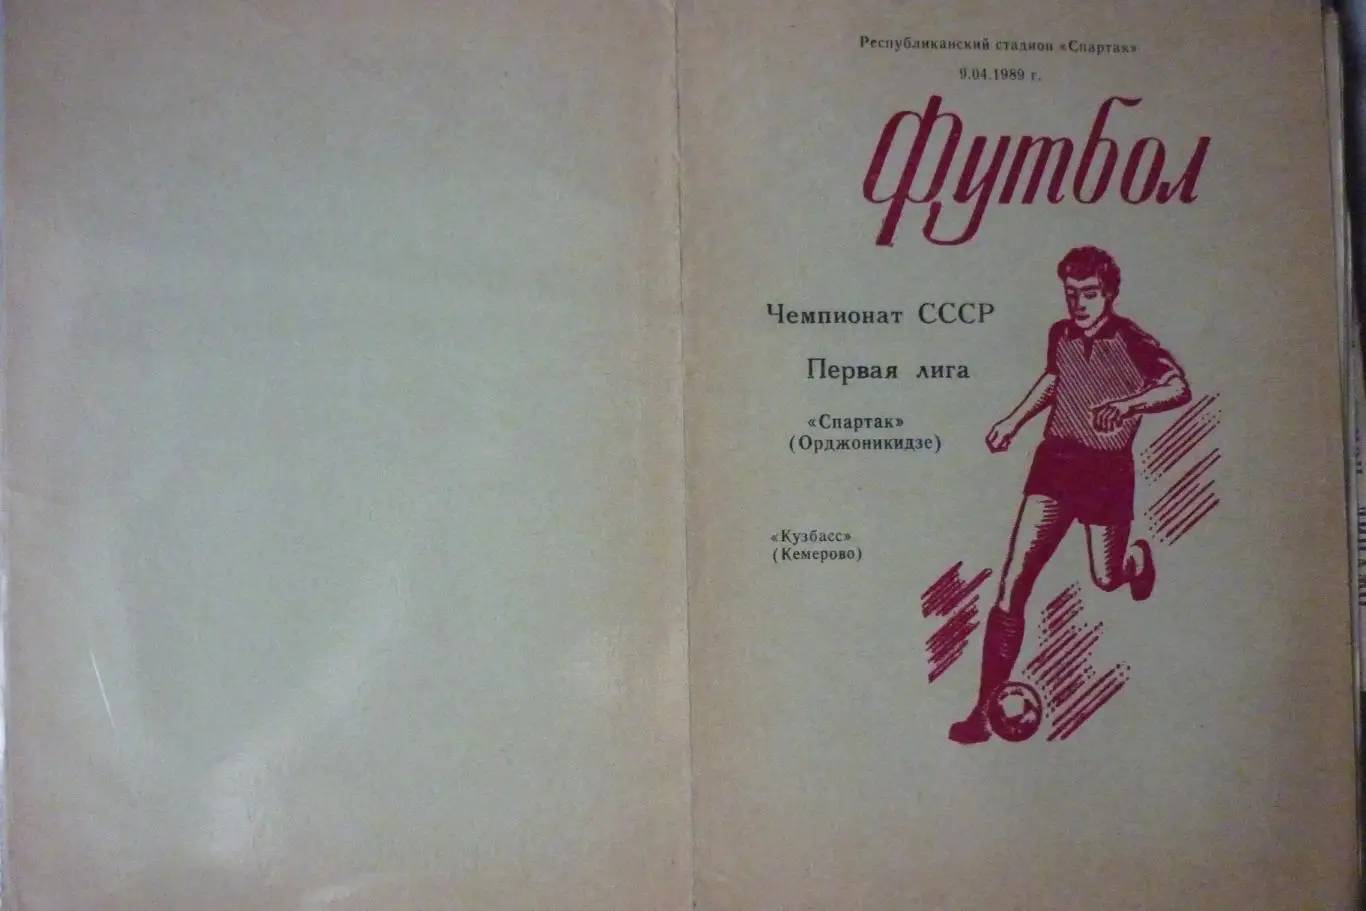 Республиканский стадион «Спартак»
9.04.1989 г.
Футбол
Чемпионат СССР
Первая лига
«Спартак»
(Орджоникидзе)
«Кузбасс»
(Кемерово)